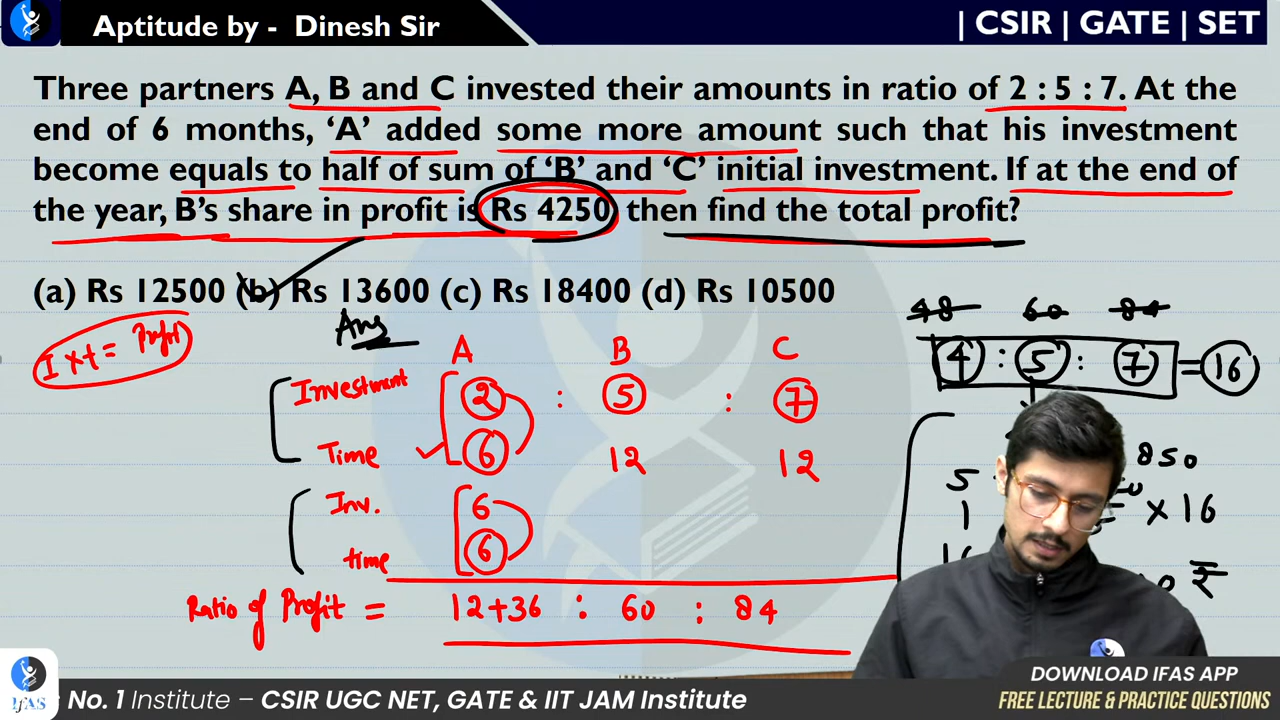 Aptitude by - Dinesh Sir
| CSIR | GATE | SET
Three partners A, B and C invested their amounts in ratio of 2 : 5 : 7. At the
end of 6 months, ‘A’ added some more amount such that his investment
become equals to half of sum of ‘B’ and ‘C’ initial investment. If at the end of
the year, B’s share in profit is Rs 4250, then find the total profit?
(a) Rs 12500 (b) Rs 13600 (c) Rs 18400 (d) Rs 10500
48 60 84
I x t = Profit
Ans
4 : 5 : 7 = 16
A B C
Investment 2 : 5 : 7
Time 6 12 12
5 850
Inv. 6
1 = x 16
time 6
Ratio of Profit = 12+36 : 60 : 84
₹
iFAS
No. 1 Institute – CSIR UGC NET, GATE & IIT JAM Institute
DOWNLOAD IFAS APP
FREE LECTURE & PRACTICE QUESTIONS